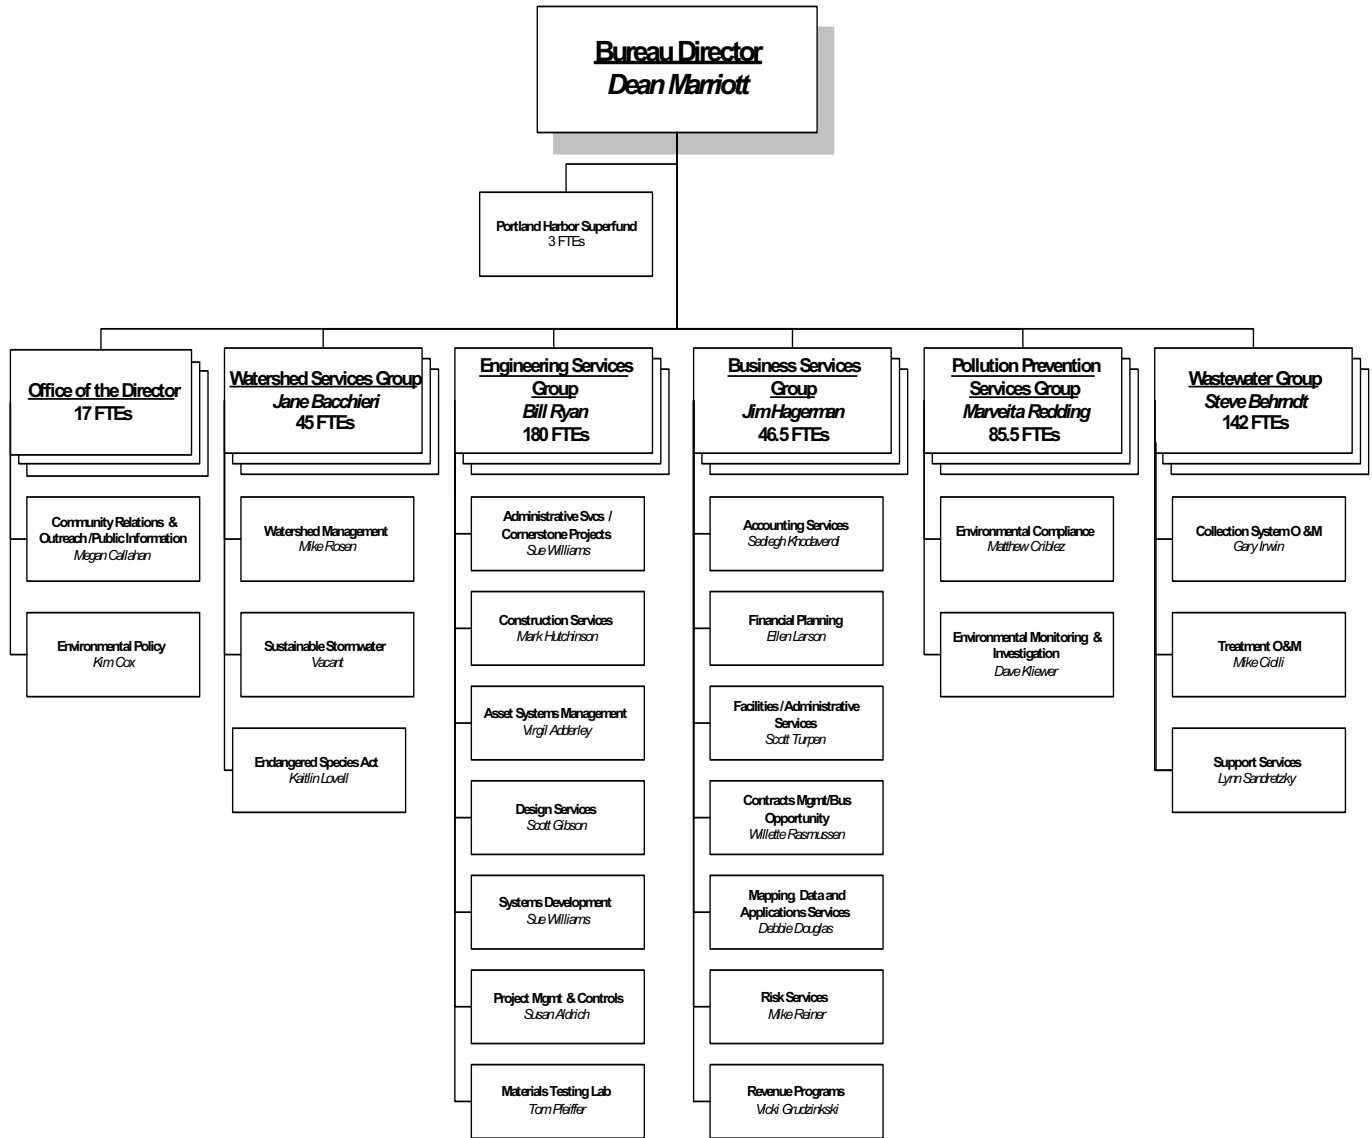 Bureau Director
Dean Marriott
Portland Harbor Superfund
3 FTEs
Office of the Director
17 FTEs
Community Relations &
Outreach /Public Information
Megan Callahan
Environmental Policy
Kim Cox
Watershed Services Group
Jane Bacchieri
45 FTEs
Watershed Management
Mike Rosen
Sustainable Stormwater
Vacant
Endangered Species Act
Kaitlin Lovell
Engineering Services
Group
Bill Ryan
180 FTEs
Administrative Svcs /
Cornerstone Projects
Sue Williams
Construction Services
Mark Hutchinson
Asset Systems Management
Virgil Adderley
Design Services
Scott Gibson
Systems Development
Sue Williams
Project Mgmt & Controls
Susan Aldrich
Materials Testing Lab
Tom Pfeiffer
Business Services
Group
Jim Hagerman
46.5 FTEs
Accounting Services
Sedegh Khodaverdi
Financial Planning
Ellen Larson
Facilities / Administrative
Services
Scott Turpen
Contracts Mgmt/Bus
Opportunity
Willette Rasmussen
Mapping, Data and
Applications Services
Debbie Douglas
Risk Services
Mike Reiner
Revenue Programs
Vicki Grudzinkski
Pollution Prevention
Services Group
Marveita Redding
85.5 FTEs
Environmental Compliance
Matthew Criblez
Environmental Monitoring &
Investigation
Dave Kliewer
Wastewater Group
Steve Behrndt
142 FTEs
Collection System O &M
Gary Irwin
Treatment O&M
Mike Ciolli
Support Services
Lynn Sandretzky